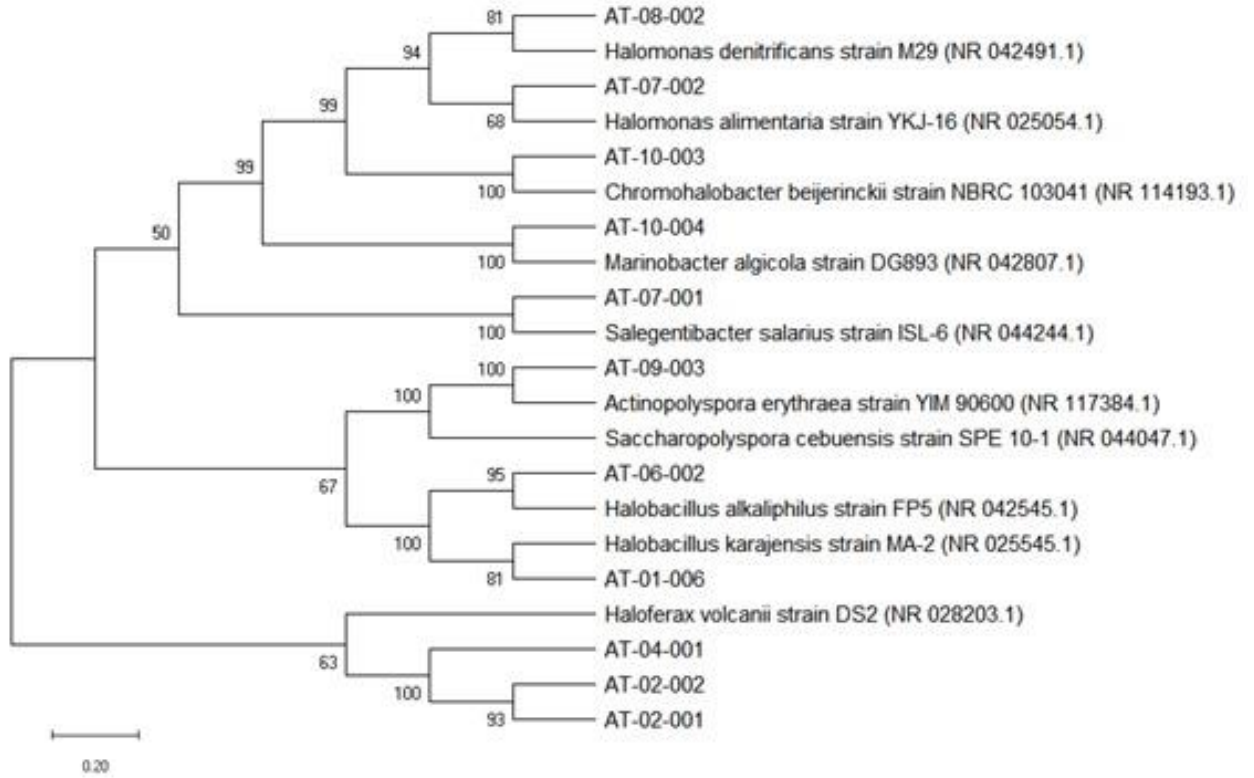 81
AT-08-002
94
Halomonas denitrificans strain M29 (NR 042491.1)
99
AT-07-002
68
Halomonas alimentaria strain YKJ-16 (NR 025054.1)
99
AT-10-003
100
Chromohalobacter beijerinckii strain NBRC 103041 (NR 114193.1)
50
AT-10-004
100
Marinobacter algicola strain DG893 (NR 042807.1)
AT-07-001
100
Salegentibacter salarius strain ISL-6 (NR 044244.1)
100
AT-09-003
100
Actinopolyspora erythraea strain YIM 90600 (NR 117384.1)
Saccharopolyspora cebuensis strain SPE 10-1 (NR 044047.1)
67
95
AT-06-002
Halobacillus alkaliphilus strain FP5 (NR 042545.1)
100
Halobacillus karajensis strain MA-2 (NR 025545.1)
81
AT-01-006
Haloferax volcanii strain DS2 (NR 028203.1)
63
AT-04-001
100
AT-02-002
93
AT-02-001
0.20